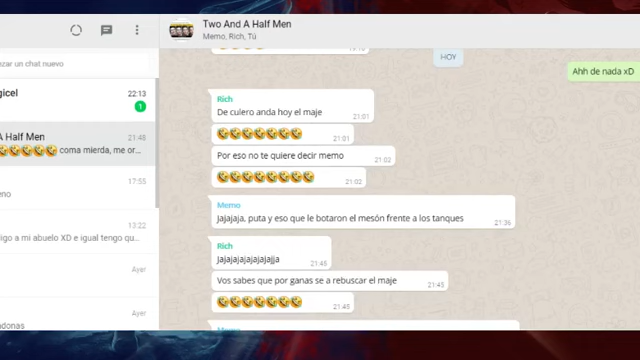 Two And A Half Men
Memo, Rich, Tú
zar un chat nuevo
gicel
22:13
1
A Half Men
21:48
coma mierda, me or...
17:55
eno
13:22
igo a mi abuelo XD e igual tengo qu...
Ayer
Ayer
donas
HOY
Ahh de nada xD
Rich
De culero anda hoy el maje
21:01
21:01
Por eso no te quiere decir memo
21:02
21:02
Memo
Jajajaja, puta y eso que le botaron el mesón frente a los tanques
21:36
Rich
Jajajajajajajajajja
21:45
Vos sabes que por ganas se a rebuscar el maje
21:45
21:45